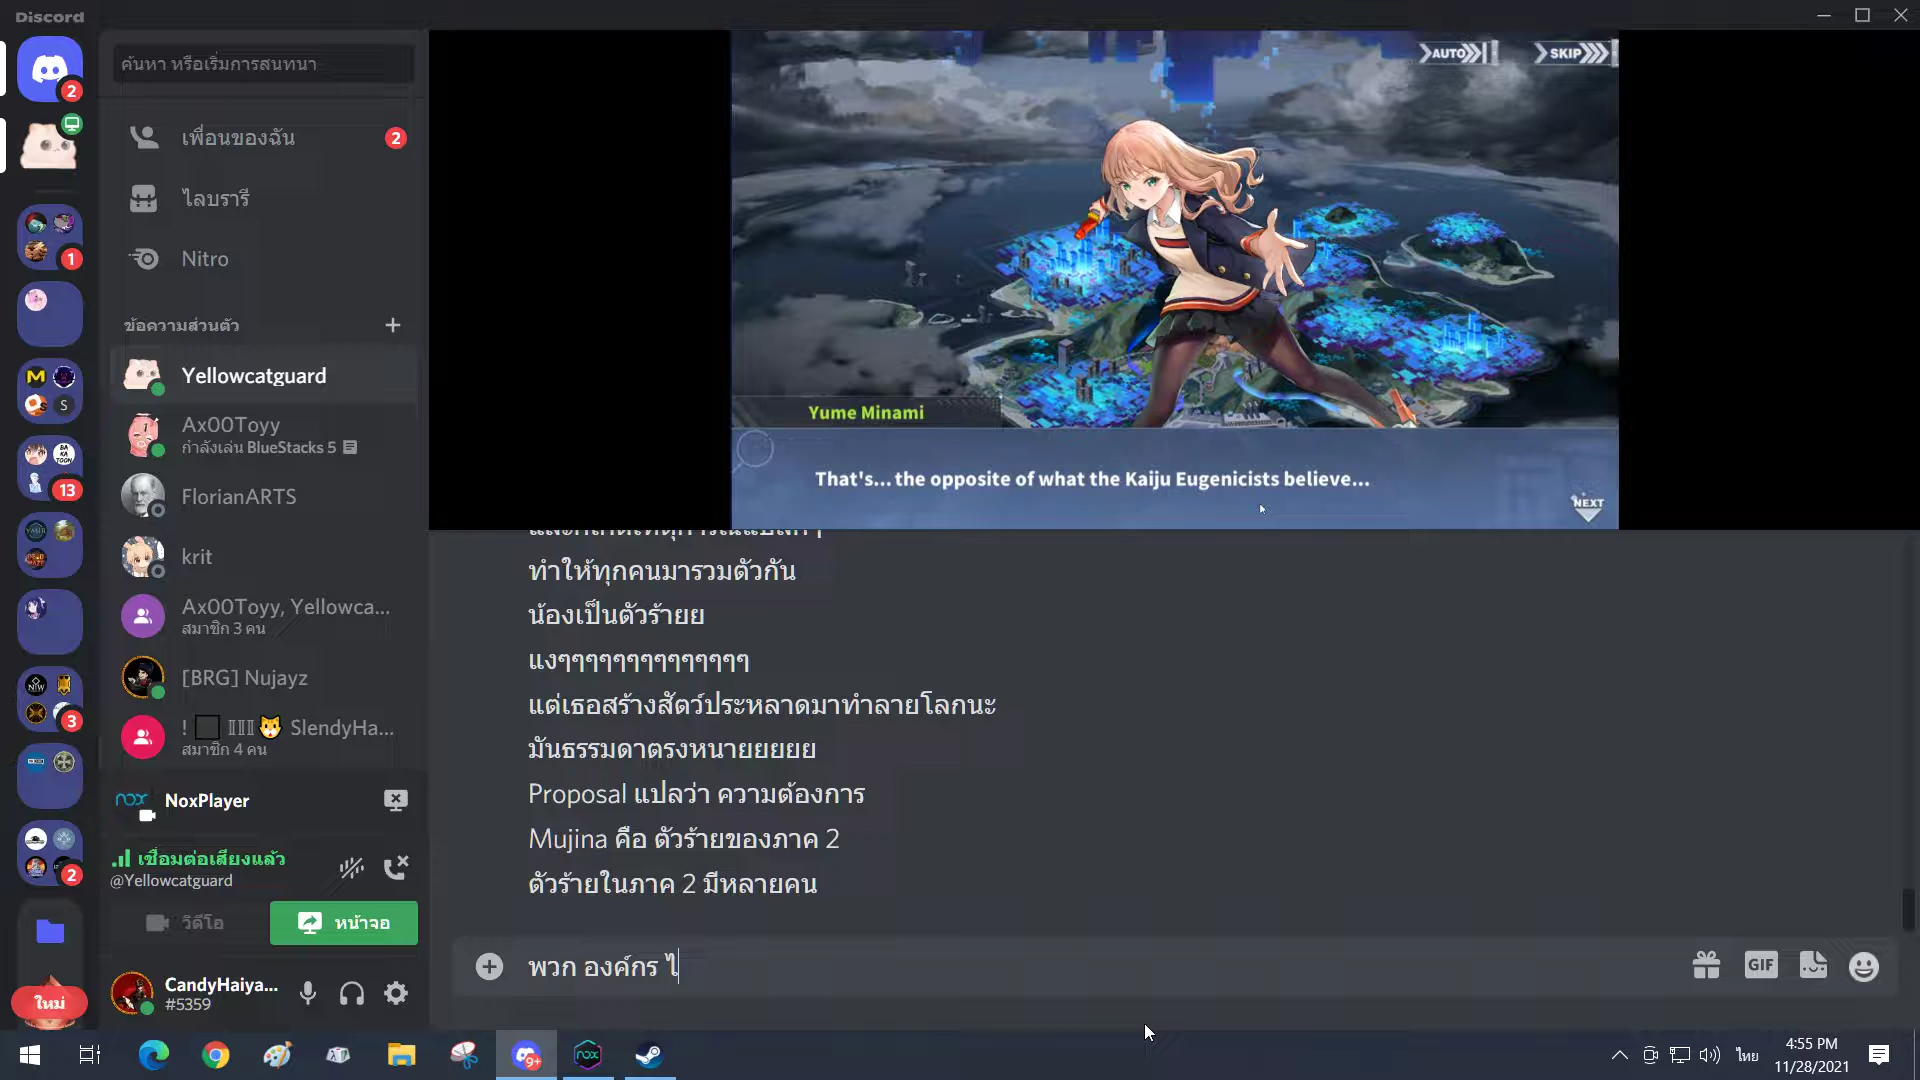 Discord
ค้นหา หรือเริ่มการสนทนา
2
เพื่อนของฉัน
2
ไลบรารี
Nitro
1
ข้อความส่วนตัว
Yellowcatguard
Ax00Toyy
กำลังเล่น BlueStacks 5
FlorianARTS
13
krit
Ax00Toyy, Yellowca...
สมาชิก 3 คน
[BRG] Nujayz
3
SlendyHa...
สมาชิก 4 คน
nox NoxPlayer
เชื่อมต่อเสียงแล้ว
@Yellowcatguard
2
วิดีโอ
หน้าจอ
ใหม่
CandyHaiya...
#5359
AUTO
SKIP
Yume Minami
That's... the opposite of what the Kaiju Eugenicists believe...
NEXT
ทำให้ทุกคนมารวมตัวกัน
น้องเป็นตัวร้ายย
แงๆๆๆๆๆๆๆๆๆๆๆๆๆๆ
แต่เธอสร้างสัตว์ประหลาดมาทำลายโลกนะ
มันธรรมดาตรงหนายยยยย
Proposal แปลว่า ความต้องการ
Mujina คือ ตัวร้ายของภาค 2
ตัวร้ายในภาค 2 มีหลายคน
พวก องค์กร ไ
GIF
9+
nox
ไทย
4:55 PM
11/28/2021